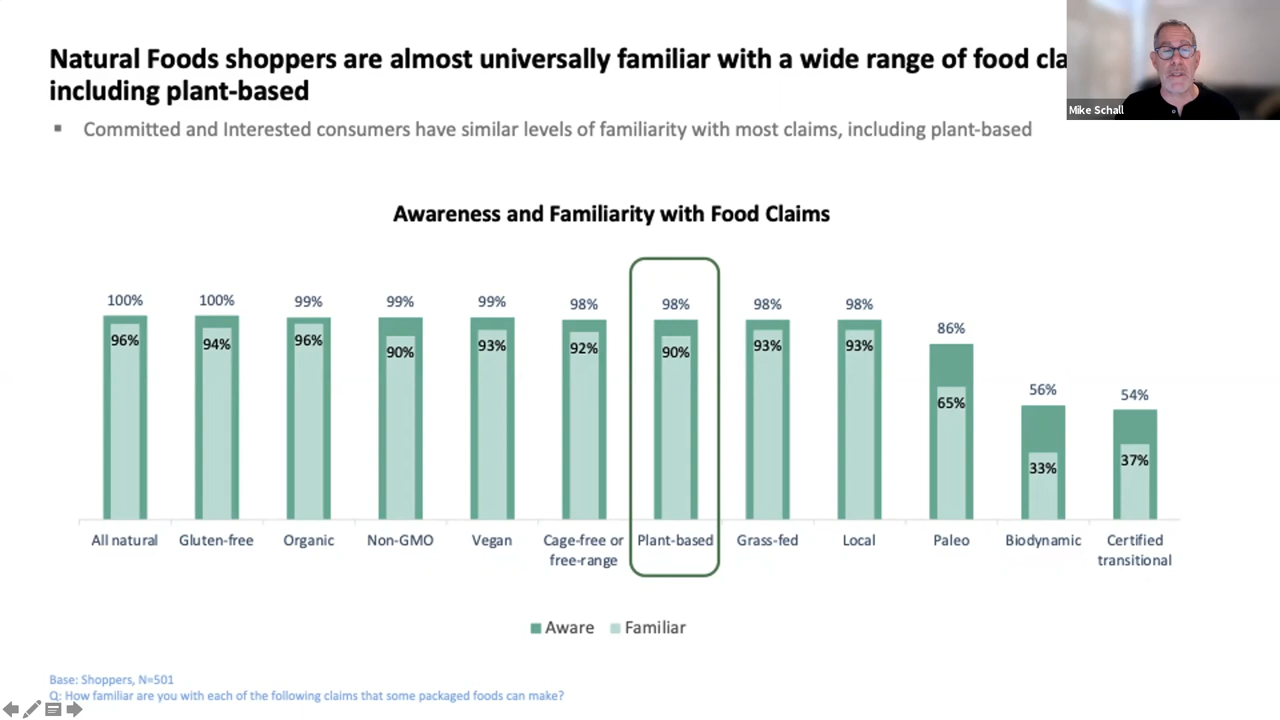 Natural Foods shoppers are almost universally familiar with a wide range of food
including plant-based
Mike Schall
▪ Committed and Interested consumers have similar levels of familiarity with most claims, including plant-based
Awareness and Familiarity with Food Claims
100% 100% 99% 99% 99% 98% 98% 98% 98% 86% 56% 54%
96% 94% 96% 90% 93% 92% 90% 93% 93% 65% 33% 37%
All natural Gluten-free Organic Non-GMO Vegan Cage-free or Plant-based Grass-fed Local Paleo Biodynamic Certified
free-range transitional
Aware Familiar
Base: Shoppers, N=501
Q: How familiar are you with each of the following claims that some packaged foods can make?